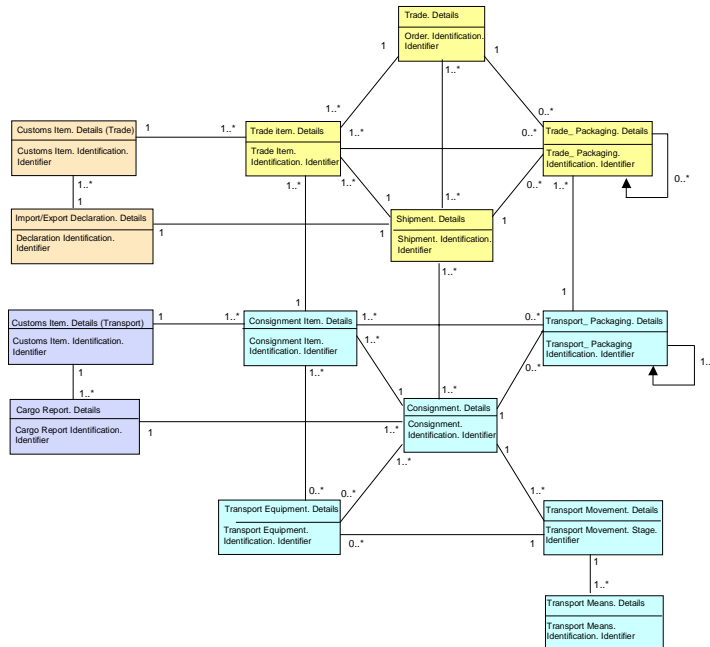 Trade. Details
Order. Identification.
Identifier
1
1..*
1
1..*
0..*
Customs Item. Details (Trade)
Customs Item. Identification.
Identifier
1
1..*
Trade item. Details
Trade Item.
Identification. Identifier
1..*
0..*
Trade_ Packaging. Details
Trade_ Packaging.
Identification. Identifier
0..*
1..*
1..*
1..*
0..*
1..*
1
Import/Export Declaration. Details
Declaration Identification.
Identifier
1
1
1
1..*
Shipment. Details
Shipment. Identification.
Identifier
1
1..*
1
1
Customs Item. Details (Transport)
Customs Item. Identification.
Identifier
1
1..*
Consignment Item. Details
Consignment Item.
Identification. Identifier
1..*
0..*
Transport_ Packaging. Details
Transport_ Packaging
Identification. Identifier
1..
1
1..*
1..*
1..*
0..*
1
1..*
Cargo Report. Details
Cargo Report Identification.
Identifier
1
1..*
Consignment. Details
Consignment.
Identification. Identifier
1
1..*
1
0..*
0..*
1..*
Transport Equipment. Details
Transport Equipment.
Identification. Identifier
0..*
1
Transport Movement. Details
Transport Movement. Stage.
Identifier
1
1..*
Transport Means. Details
Transport Means.
Identification. Identifier